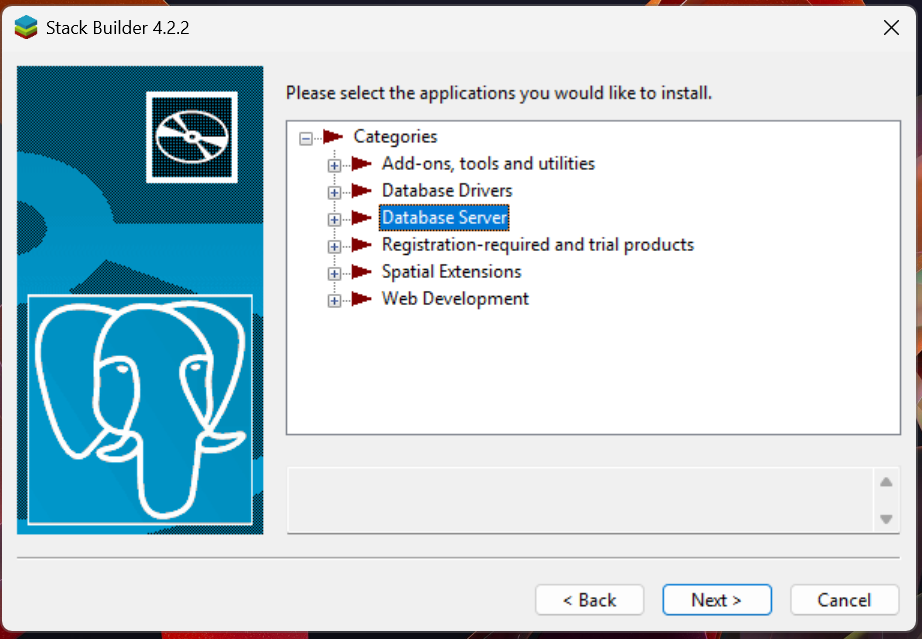 Stack Builder 4.2.2
Please select the applications you would like to install.
Categories
Add-ons, tools and utilities
Database Drivers
Database Server
Registration-required and trial products
Spatial Extensions
Web Development
< Back
Next >
Cancel